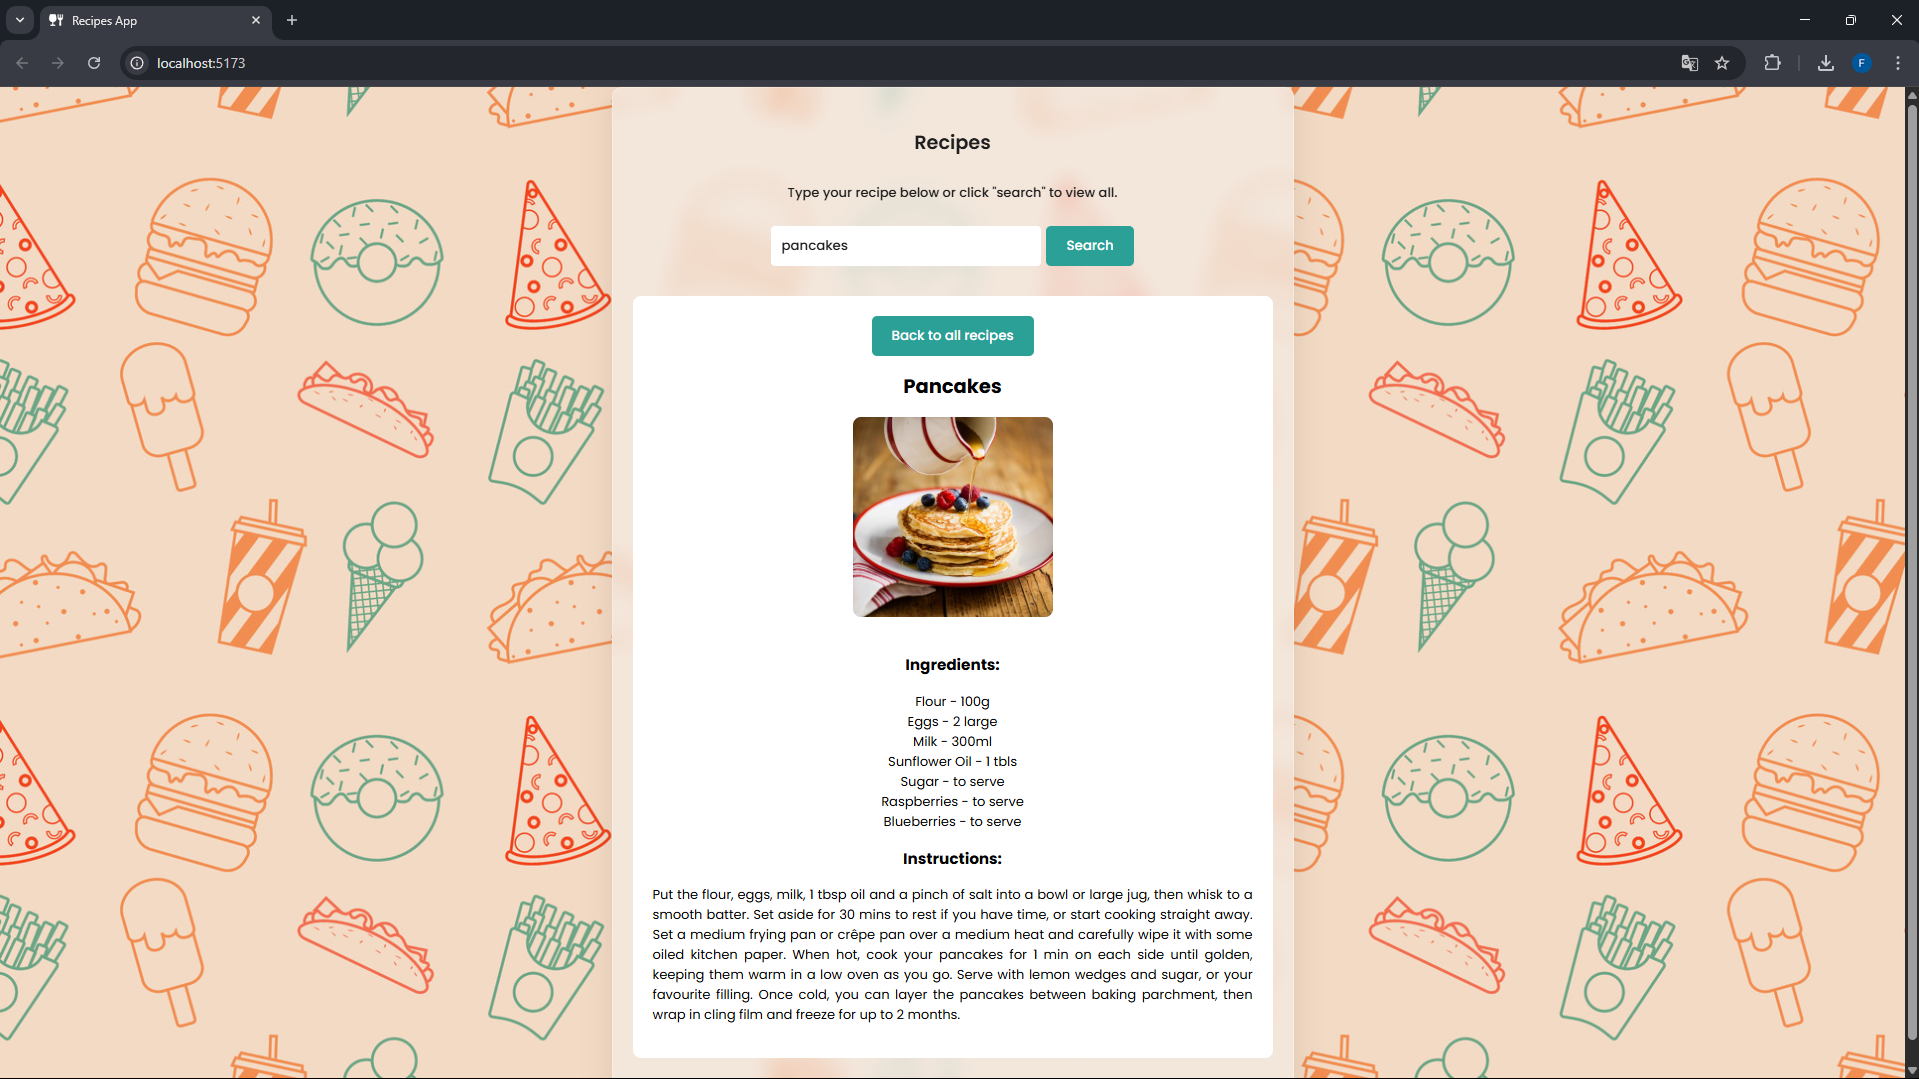 Recipes App
localhost:5173
F
Recipes
Type your recipe below or click "search" to view all.
pancakes
Search
Back to all recipes
Pancakes
Ingredients:
Flour - 100g
Eggs - 2 large
Milk - 300ml
Sunflower Oil - 1 tbls
Sugar - to serve
Raspberries - to serve
Blueberries - to serve
Instructions:
Put the flour, eggs, milk, 1 tbsp oil and a pinch of salt into a bowl or large jug, then whisk to a
smooth batter. Set aside for 30 mins to rest if you have time, or start cooking straight away.
Set a medium frying pan or crêpe pan over a medium heat and carefully wipe it with some
oiled kitchen paper. When hot, cook your pancakes for 1 min on each side until golden,
keeping them warm in a low oven as you go. Serve with lemon wedges and sugar, or your
favourite filling. Once cold, you can layer the pancakes between baking parchment, then
wrap in cling film and freeze for up to 2 months.